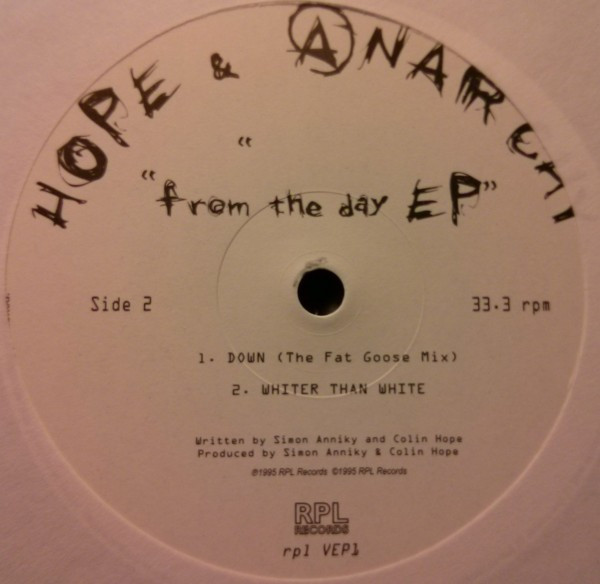 HOPE & ANARCHY
“
“from the day EP”
Side 2
33.3 rpm
1. DOWN (The Fat Goose Mix)
2. WHITER THAN WHITE
Written by Simon Anniky and Colin Hope
Produced by Simon Anniky & Colin Hope
℗1995 RPL Records ©1995 RPL Records
RPL
RECORDS
rpl VEP1